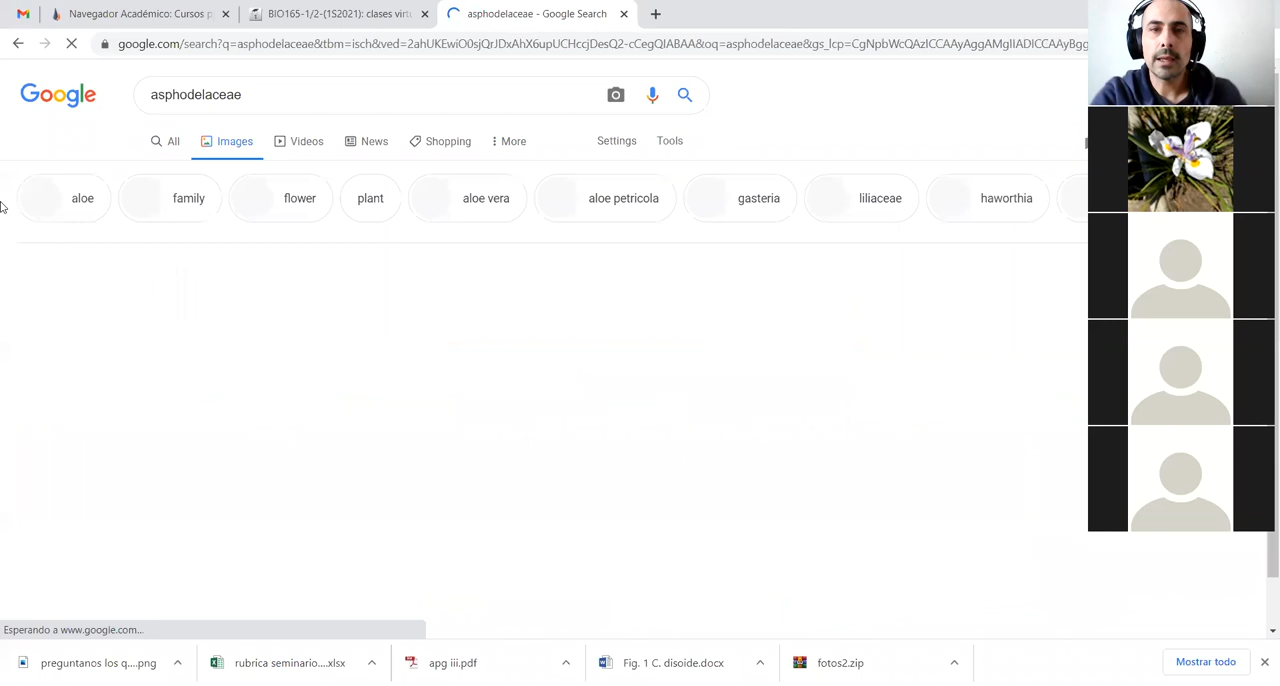 Navegador Académico: Cursos p
BIO165-1/2-(1S2021): clases virtu
asphodelaceae - Google Search
google.com/search?q=asphodelaceae&tbm=isch&ved=2ahUKEwiO0sjQrJDxAhX6upUCHccjDesQ2-cCegQIABAA&oq=asphodelaceae&gs_lcp=CgNpbWcQAzICCAAyAggAMgIIADICCAAyBgg
Google
asphodelaceae
All
Images
Videos
News
Shopping
More
Settings
Tools
aloe
family
flower
plant
aloe vera
aloe petricola
gasteria
liliaceae
haworthia
Esperando a www.google.com...
preguntanos los q....png
rubrica seminario....xlsx
apg iii.pdf
Fig. 1 C. disoide.docx
fotos2.zip
Mostrar todo